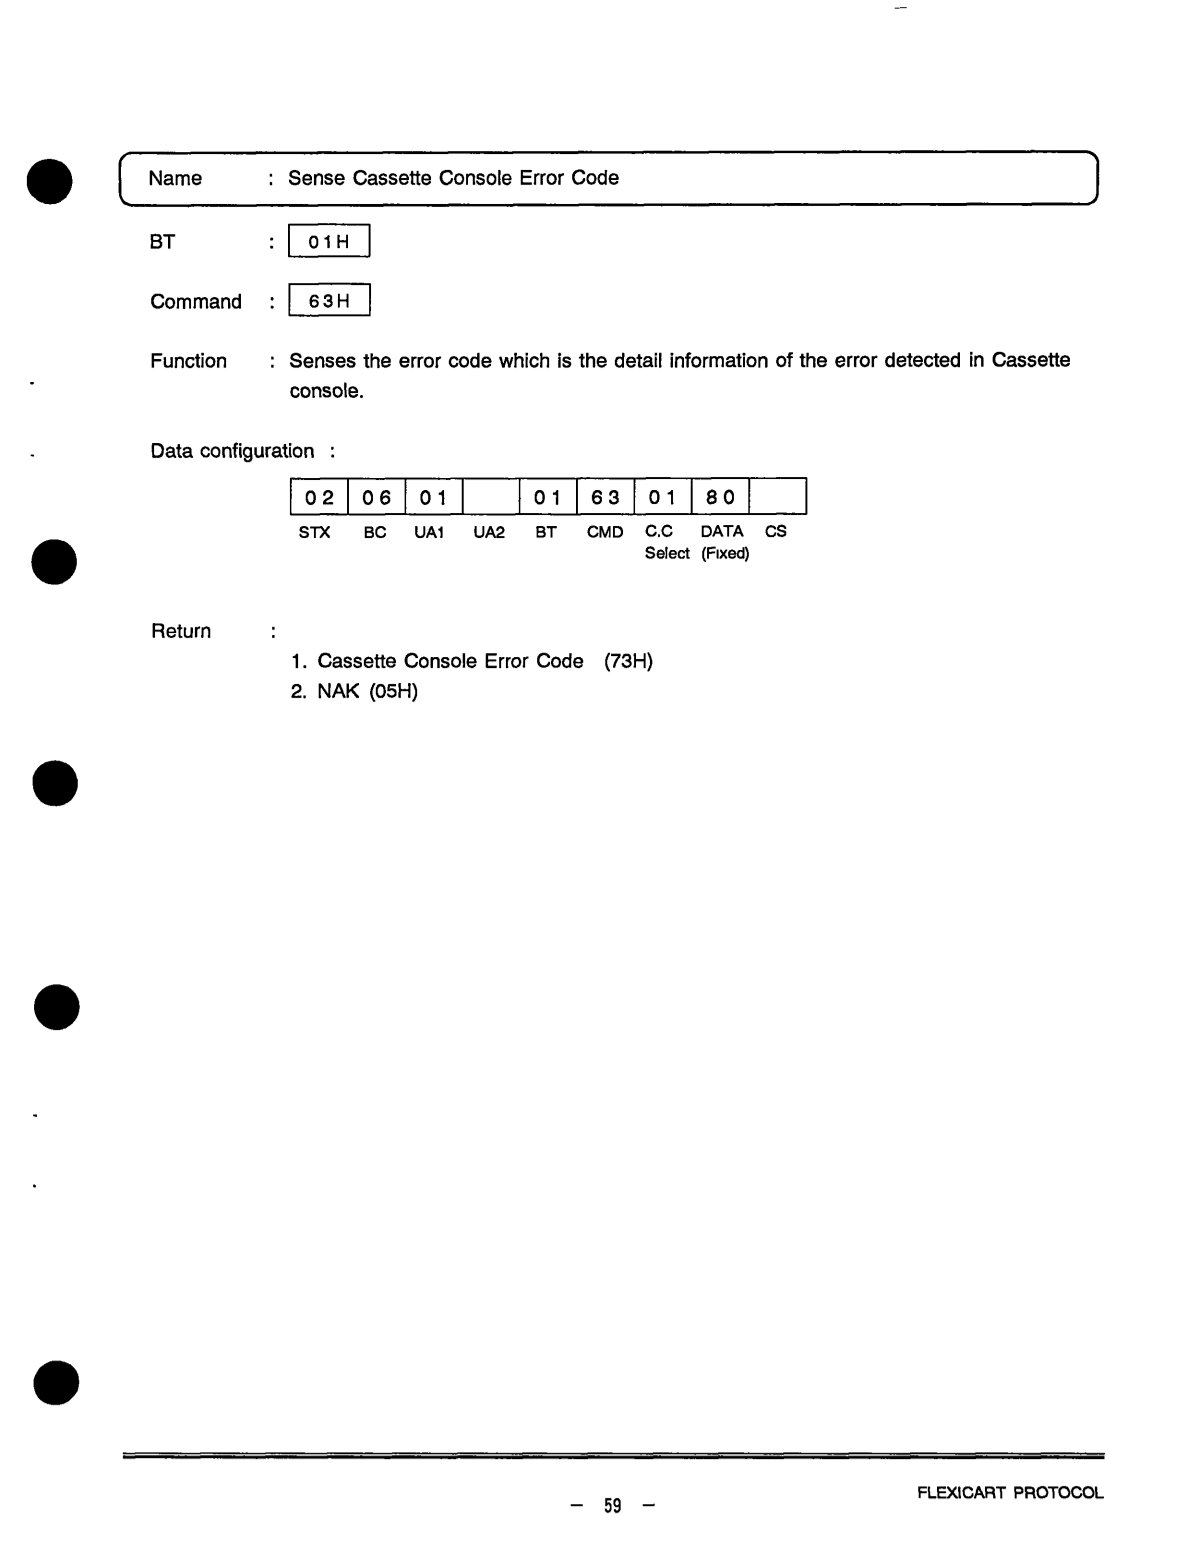 Name : Sense Cassette Console Error Code
BT : 01H
Command : 63H
Function : Senses the error code which is the detail information of the error detected in Cassette
console.
Data configuration :
02 06 01 01 63 01 80
STX BC UA1 UA2 BT CMD C.C DATA CS
Select (Fixed)
Return :
1. Cassette Console Error Code (73H)
2. NAK (05H)
FLEXICART PROTOCOL
– 59 –